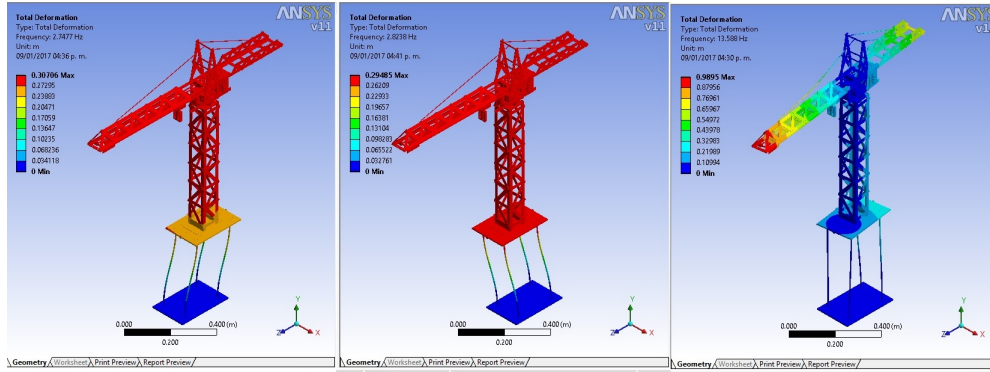 Total Deformation
Type: Total Deformation
Frequency: 2.7477 Hz
Unit: m
09/01/2017 04:36 p. m.
0.30706 Max
0.27295
0.23883
0.20471
0.17059
0.13647
0.10235
0.068236
0.034118
0 Min
ANSYS
v11
Y
Z
X
0.000
0.400 (m)
0.200
Geometry / Worksheet / Print Preview / Report Preview /
Total Deformation
Type: Total Deformation
Frequency: 2.8238 Hz
Unit: m
09/01/2017 04:41 p. m.
0.29485 Max
0.26209
0.22933
0.19657
0.16381
0.13104
0.098283
0.065522
0.032761
0 Min
ANSYS
v11
Y
Z
X
0.000
0.400 (m)
0.200
Geometry / Worksheet / Print Preview / Report Preview /
Total Deformation
Type: Total Deformation
Frequency: 13.588 Hz
Unit: m
09/01/2017 04:30 p. m.
0.9895 Max
0.87956
0.76961
0.65967
0.54972
0.43978
0.32983
0.21989
0.10994
0 Min
ANSYS
v11
Y
Z
X
0.000
0.400 (m)
0.200
Geometry / Worksheet / Print Preview / Report Preview /